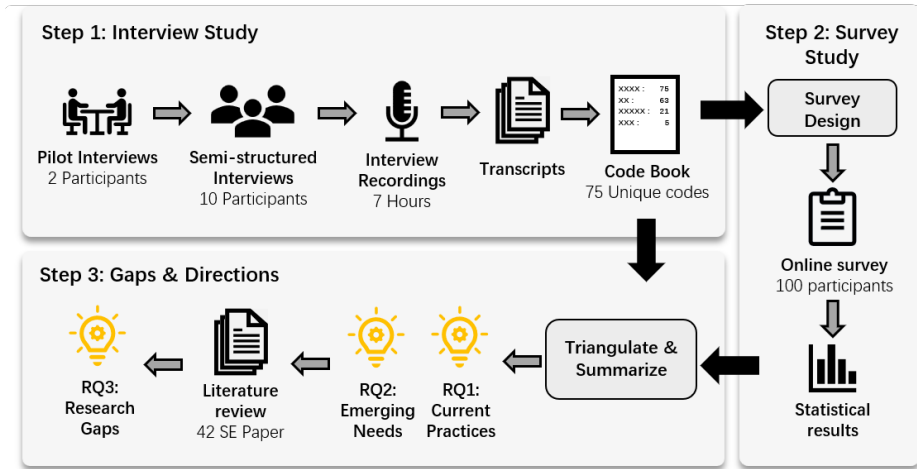 Step 1: Interview Study
Pilot Interviews
2 Participants
Semi-structured
Interviews
10 Participants
Interview
Recordings
7 Hours
Transcripts
XXXX : 75
XX : 63
XXXXX : 21
XXX : 5
Code Book
75 Unique codes
Step 2: Survey
Study
Survey
Design
Online survey
100 participants
Statistical
results
Step 3: Gaps & Directions
Triangulate &
Summarize
RQ1:
Current
Practices
RQ2:
Emerging
Needs
Literature
review
42 SE Paper
RQ3:
Research
Gaps